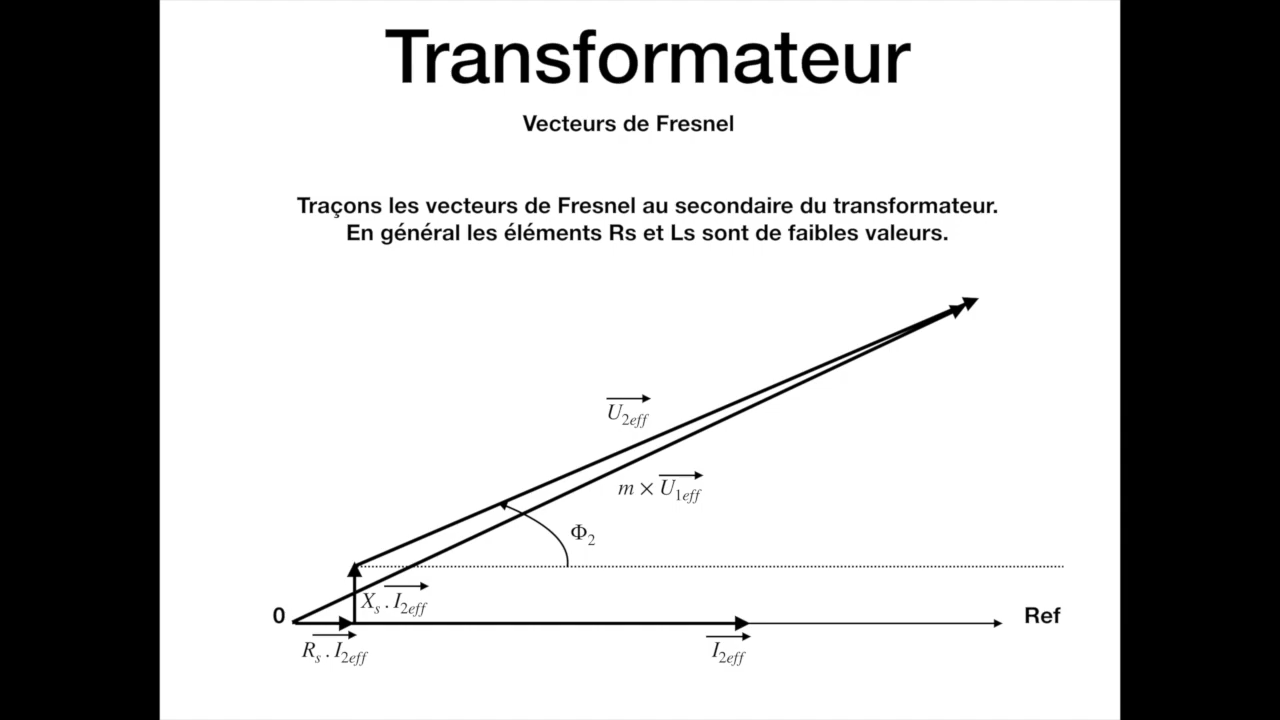 Transformateur
Vecteurs de Fresnel
Traçons les vecteurs de Fresnel au secondaire du transformateur.
En général les éléments Rs et Ls sont de faibles valeurs.
U2eff
m × U1eff
Φ2
Xs . I2eff
0
Ref
Rs . I2eff
I2eff